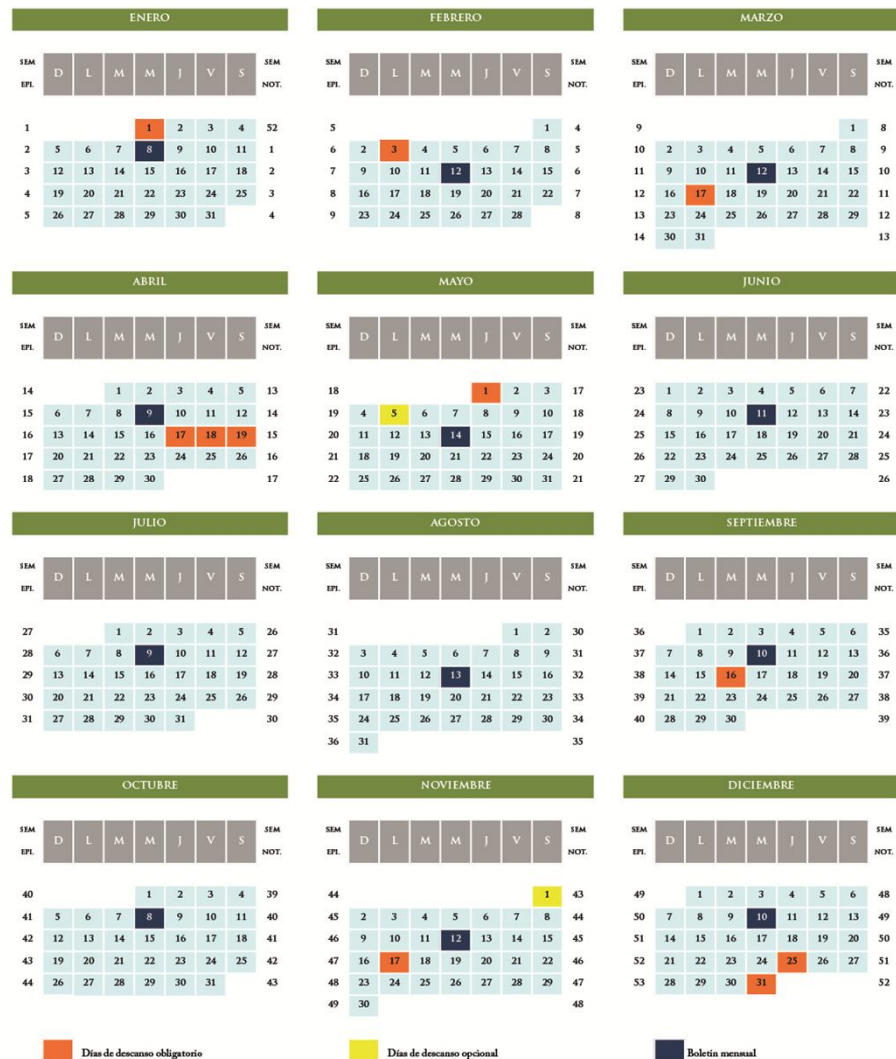 ENERO FEBRERO MARZO
SEM EPI. D L M M J V S SEM NOT. SEM EPI. D L M M J V S SEM NOT. SEM EPI. D L M M J V S SEM NOT.
1 1 2 3 4 52 5 1 4 9 1 8
2 5 6 7 8 9 10 11 1 6 2 3 4 5 6 7 8 5 10 2 3 4 5 6 7 8 9
3 12 13 14 15 16 17 18 2 7 9 10 11 12 13 14 15 6 11 9 10 11 12 13 14 15 10
4 19 20 21 22 23 24 25 3 8 16 17 18 19 20 21 22 7 12 16 17 18 19 20 21 22 11
5 26 27 28 29 30 31 4 9 23 24 25 26 27 28 8 13 23 24 25 26 27 28 29 12
14 30 31 13
ABRIL MAYO JUNIO
SEM EPI. D L M M J V S SEM NOT. SEM EPI. D L M M J V S SEM NOT. SEM EPI. D L M M J V S SEM NOT.
14 1 2 3 4 5 13 18 1 2 3 17 23 1 2 3 4 5 6 7 22
15 6 7 8 9 10 11 12 14 19 4 5 6 7 8 9 10 18 24 8 9 10 11 12 13 14 23
16 13 14 15 16 17 18 19 15 20 11 12 13 14 15 16 17 19 25 15 16 17 18 19 20 21 24
17 20 21 22 23 24 25 26 16 21 18 19 20 21 22 23 24 20 26 22 23 24 25 26 27 28 25
18 27 28 29 30 17 22 25 26 27 28 29 30 31 21 27 29 30 26
JULIO AGOSTO SEPTIEMBRE
SEM EPI. D L M M J V S SEM NOT. SEM EPI. D L M M J V S SEM NOT. SEM EPI. D L M M J V S SEM NOT.
27 1 2 3 4 5 26 31 1 2 30 36 1 2 3 4 5 6 35
28 6 7 8 9 10 11 12 27 32 3 4 5 6 7 8 9 31 37 7 8 9 10 11 12 13 36
29 13 14 15 16 17 18 19 28 33 10 11 12 13 14 15 16 32 38 14 15 16 17 18 19 20 37
30 20 21 22 23 24 25 26 29 34 17 18 19 20 21 22 23 33 39 21 22 23 24 25 26 27 38
31 27 28 29 30 31 30 35 24 25 26 27 28 29 30 34 40 28 29 30 39
36 31 35
OCTUBRE NOVIEMBRE DICIEMBRE
SEM EPI. D L M M J V S SEM NOT. SEM EPI. D L M M J V S SEM NOT. SEM EPI. D L M M J V S SEM NOT.
40 1 2 3 4 39 44 1 43 49 1 2 3 4 5 6 48
41 5 6 7 8 9 10 11 40 45 2 3 4 5 6 7 8 44 50 7 8 9 10 11 12 13 49
42 12 13 14 15 16 17 18 41 46 9 10 11 12 13 14 15 45 51 14 15 16 17 18 19 20 50
43 19 20 21 22 23 24 25 42 47 16 17 18 19 20 21 22 46 52 21 22 23 24 25 26 27 51
44 26 27 28 29 30 31 43 48 23 24 25 26 27 28 29 47 53 28 29 30 31 52
49 30 48
Días de descanso obligatorio Días de descanso opcional Boletín mensual